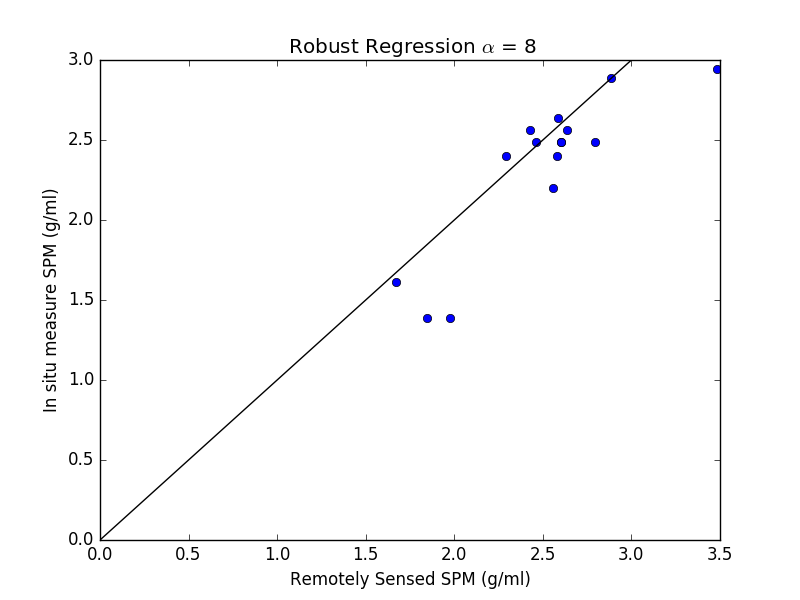 Robust Regression α = 8
3.0
2.5
2.0
1.5
1.0
0.5
0.0
In situ measure SPM (g/ml)
0.0 0.5 1.0 1.5 2.0 2.5 3.0 3.5
Remotely Sensed SPM (g/ml)